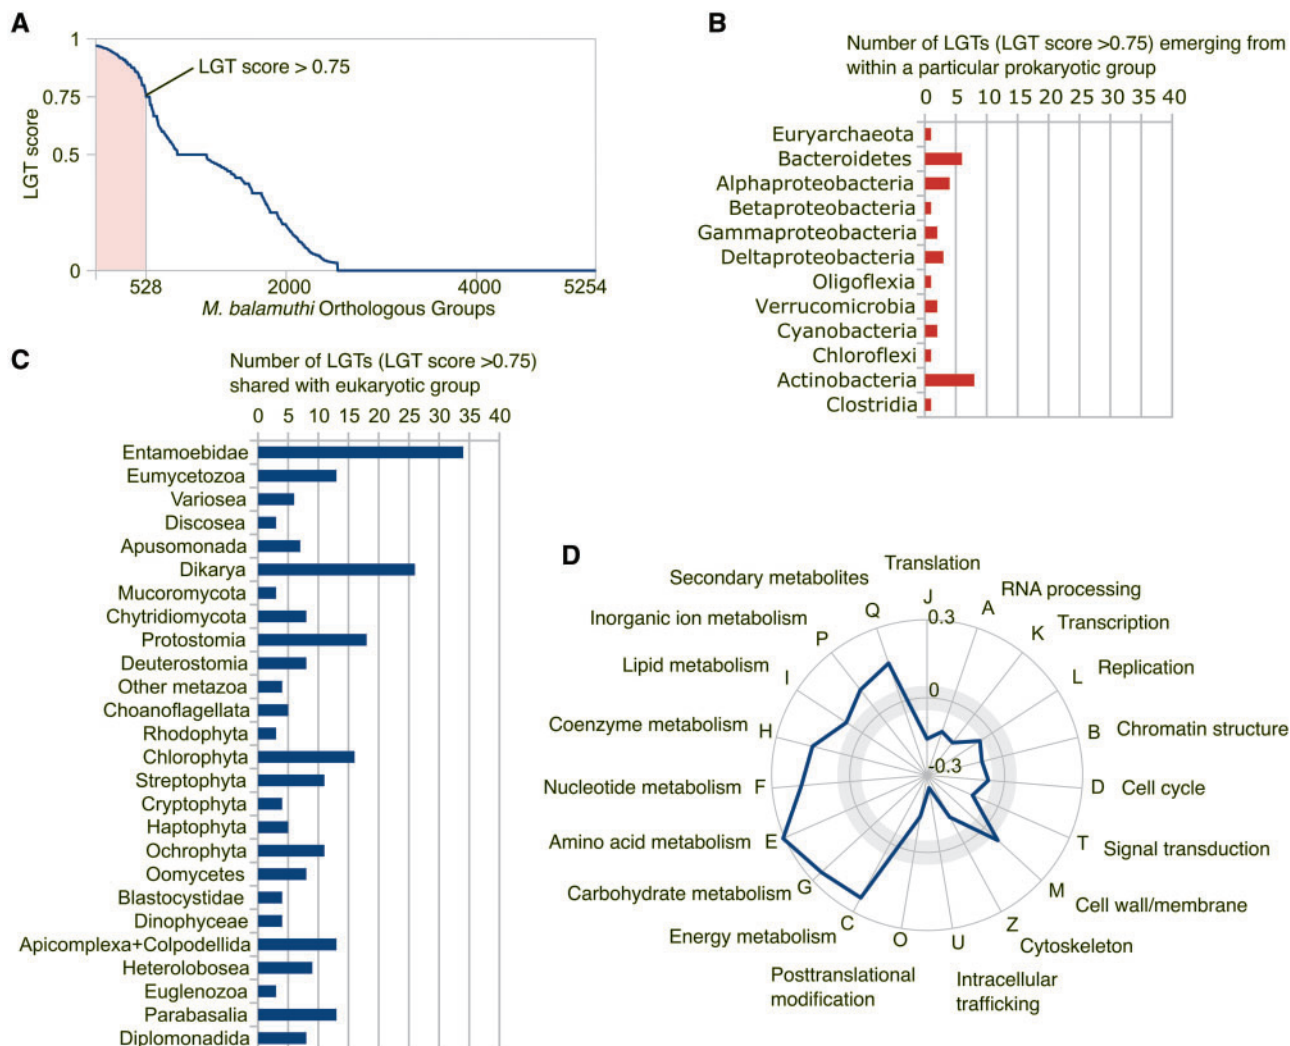 A
1
0.75
0.5
0
LGT score
LGT score > 0.75
528
2000
4000
5254
M. balamuthi Orthologous Groups
B
Number of LGTs (LGT score >0.75) emerging from
within a particular prokaryotic group
0 5 10 15 20 25 30 35 40
Euryarchaeota
Bacteroidetes
Alphaproteobacteria
Betaproteobacteria
Gammaproteobacteria
Deltaproteobacteria
Oligoflexia
Verrucomicrobia
Cyanobacteria
Chloroflexi
Actinobacteria
Clostridia
C
Number of LGTs (LGT score >0.75)
shared with eukaryotic group
0 5 10 15 20 25 30 35 40
Entamoebidae
Eumycetozoa
Variosea
Discosea
Apusomonada
Dikarya
Mucoromycota
Chytridiomycota
Protostomia
Deuterostomia
Other metazoa
Choanoflagellata
Rhodophyta
Chlorophyta
Streptophyta
Cryptophyta
Haptophyta
Ochrophyta
Oomycetes
Blastocystidae
Dinophyceae
Apicomplexa+Colpodellida
Heterolobosea
Euglenozoa
Parabasalia
Diplomonadida
D
Translation
J
0.3
0
-0.3
RNA processing
A
Transcription
K
Replication
L
Chromatin structure
B
Cell cycle
D
Signal transduction
T
Cell wall/membrane
M
Cytoskeleton
Z
Intracellular
trafficking
U
Posttranslational
modification
O
Energy metabolism
C
Carbohydrate metabolism
G
Amino acid metabolism
E
Nucleotide metabolism
F
Coenzyme metabolism
H
Lipid metabolism
I
Inorganic ion metabolism
P
Secondary metabolites
Q